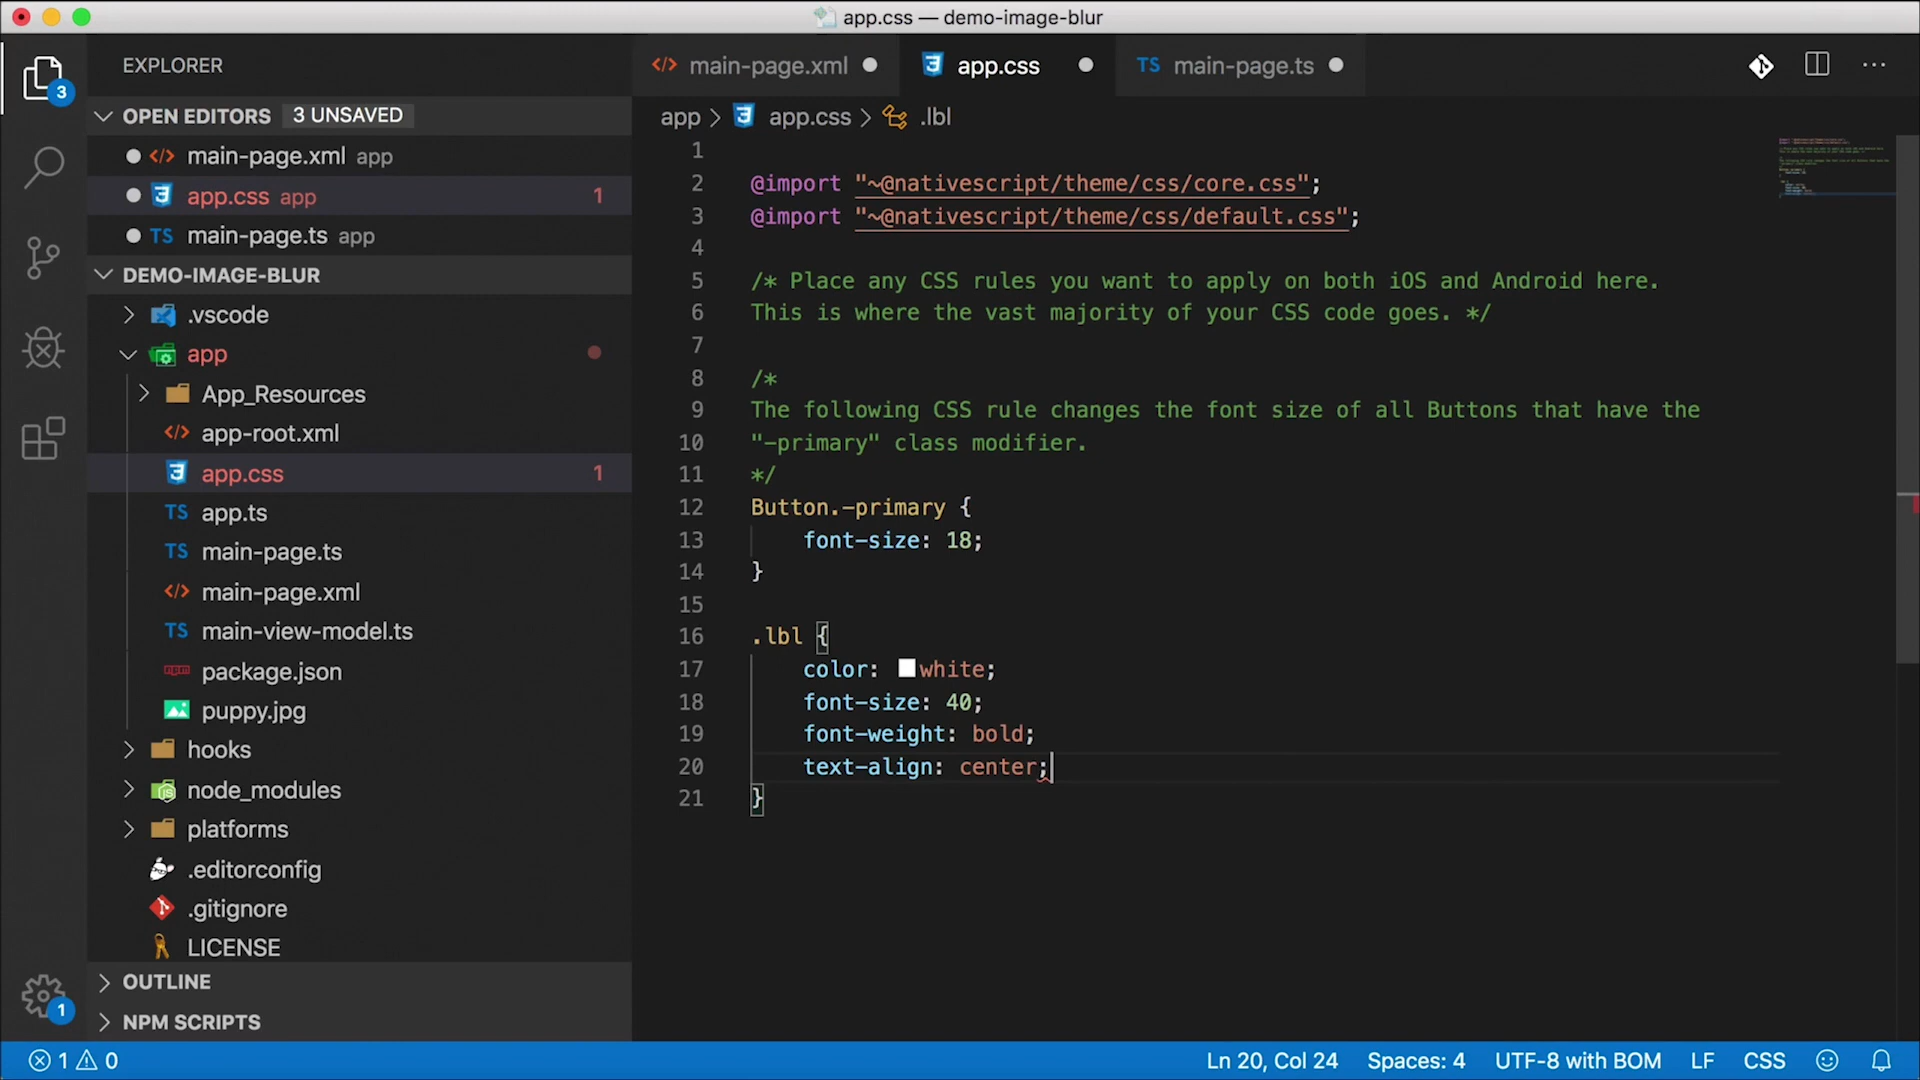 app.css — demo-image-blur
EXPLORER
3
OPEN EDITORS 3 UNSAVED
main-page.xml app
app.css app 1
TS main-page.ts app
DEMO-IMAGE-BLUR
.vscode
app
App_Resources
app-root.xml
app.css 1
TS app.ts
TS main-page.ts
main-page.xml
TS main-view-model.ts
package.json
puppy.jpg
hooks
node_modules
platforms
.editorconfig
.gitignore
LICENSE
OUTLINE
NPM SCRIPTS
1
main-page.xml
app.css
TS main-page.ts
app > app.css > .lbl
1
2 @import "~@nativescript/theme/css/core.css";
3 @import "~@nativescript/theme/css/default.css";
4
5 /* Place any CSS rules you want to apply on both iOS and Android here.
6 This is where the vast majority of your CSS code goes. */
7
8 /*
9 The following CSS rule changes the font size of all Buttons that have the
10 "-primary" class modifier.
11 */
12 Button.-primary {
13 font-size: 18;
14 }
15
16 .lbl {
17 color: white;
18 font-size: 40;
19 font-weight: bold;
20 text-align: center;
21 }
1 0
Ln 20, Col 24 Spaces: 4 UTF-8 with BOM LF CSS